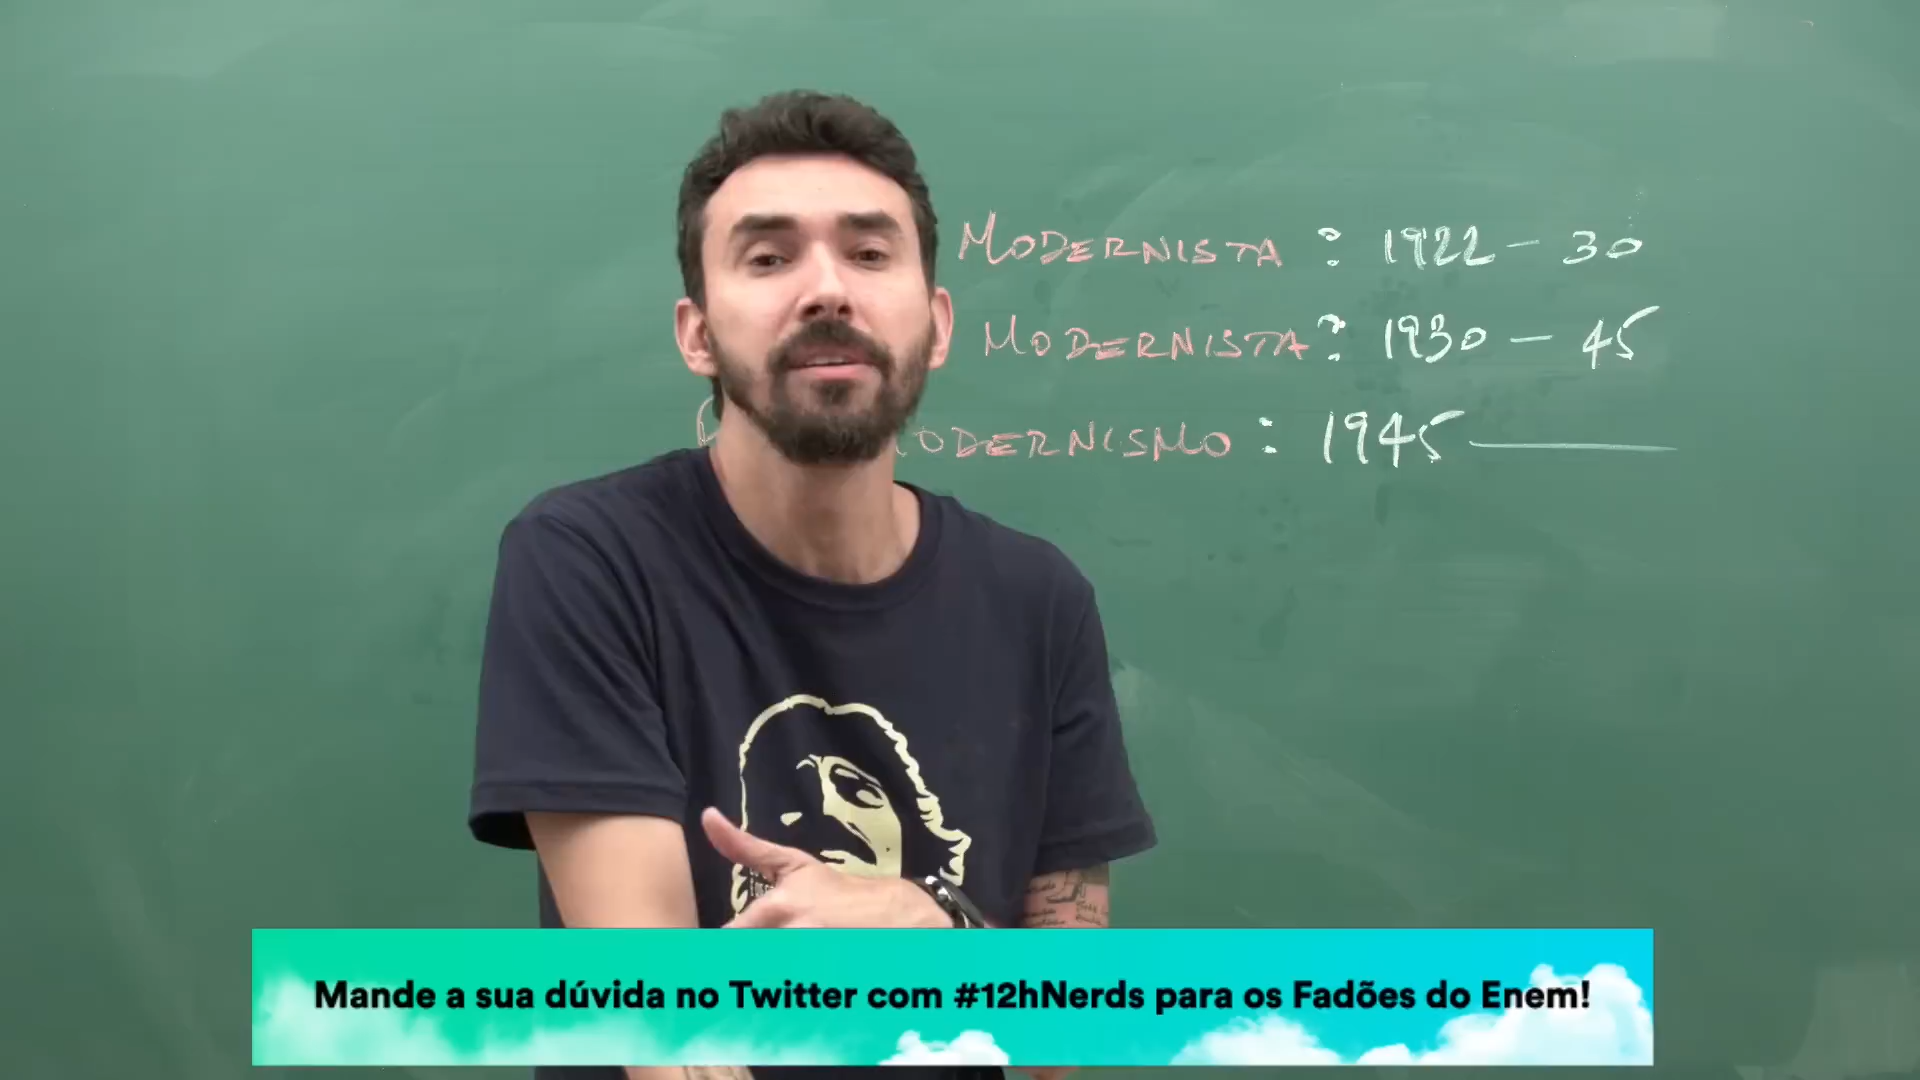 MODERNISTA : 1922 - 30
MODERNISTA : 1930 - 45
ODERNISMO : 1945
Mande a sua dúvida no Twitter com #12hNerds para os Fadões do Enem!